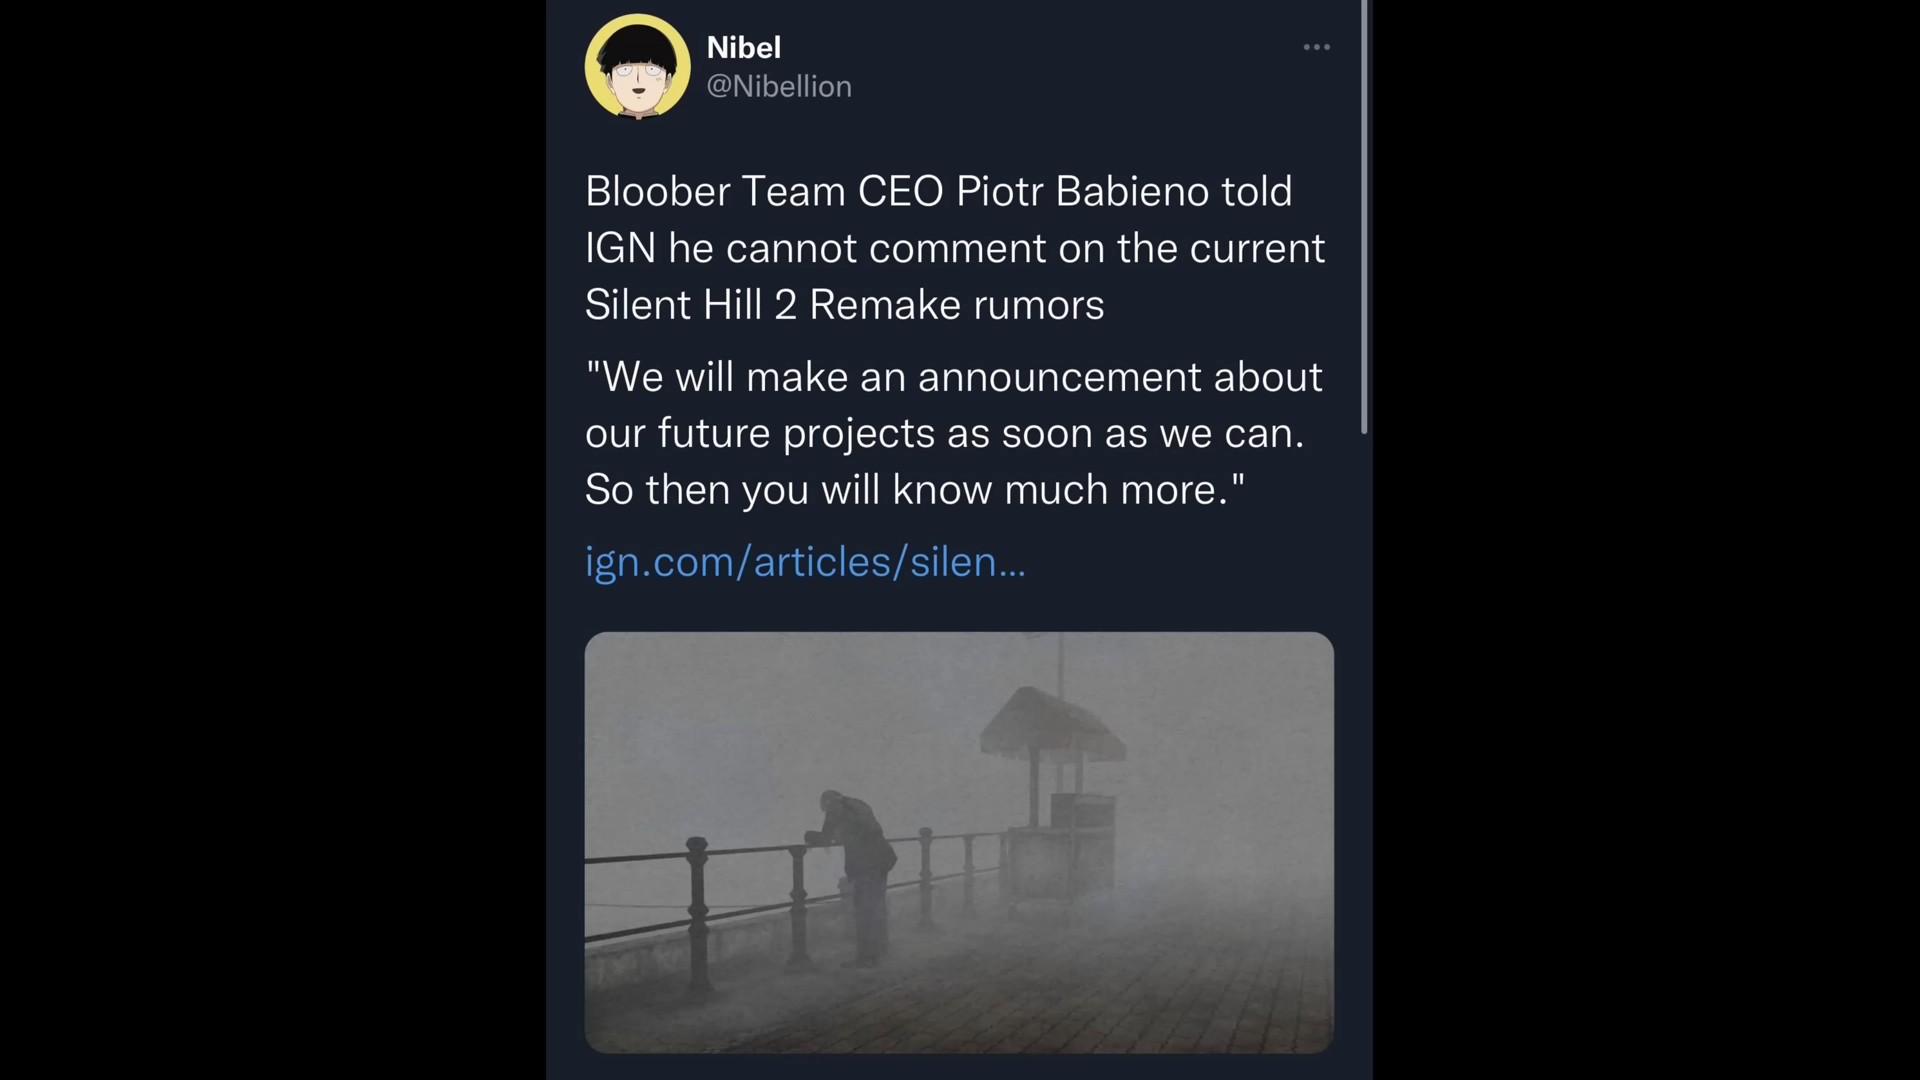 Nibel
@Nibellion
Bloober Team CEO Piotr Babieno told
IGN he cannot comment on the current
Silent Hill 2 Remake rumors
"We will make an announcement about
our future projects as soon as we can.
So then you will know much more."
ign.com/articles/silen...